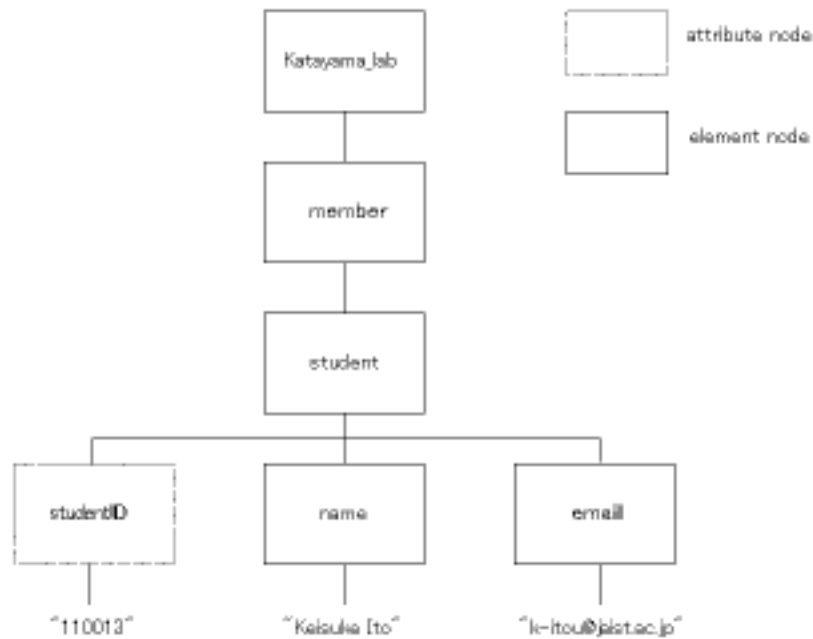 Katayama_lab
attribute node
element node
member
student
studentID
name
email
"110013"
"Keisuke Ito"
"k-itou@jaist.ac.jp"